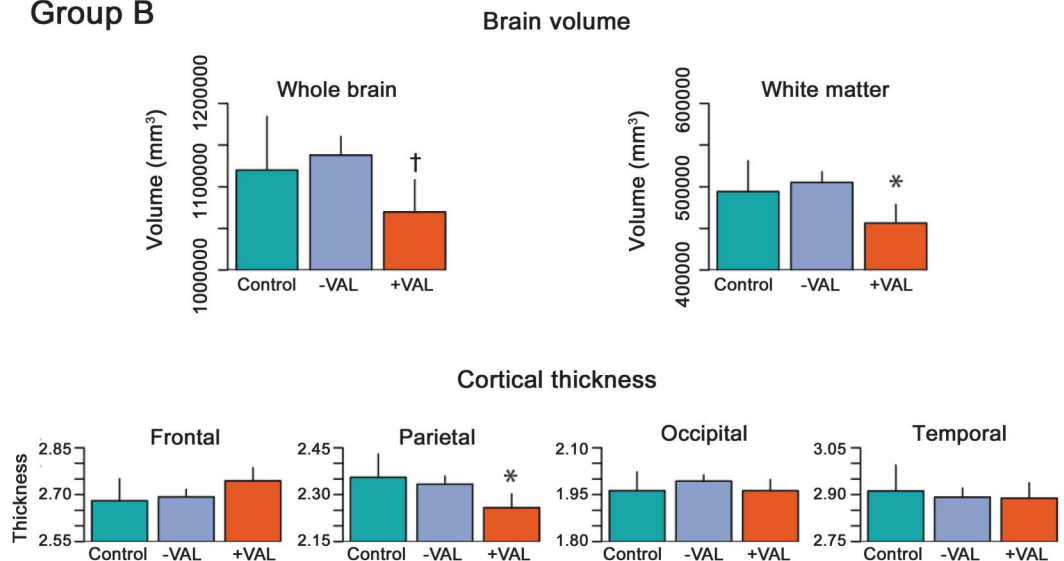 Group B
Brain volume
Whole brain
Volume (mm³)
1200000
1100000
1000000
†
Control -VAL +VAL
White matter
Volume (mm³)
600000
500000
400000
*
Control -VAL +VAL
Cortical thickness
Frontal
Thickness
2.85
2.70
2.55
Control -VAL +VAL
Parietal
2.45
2.30
2.15
*
Control -VAL +VAL
Occipital
2.10
1.95
1.80
Control -VAL +VAL
Temporal
3.05
2.90
2.75
Control -VAL +VAL